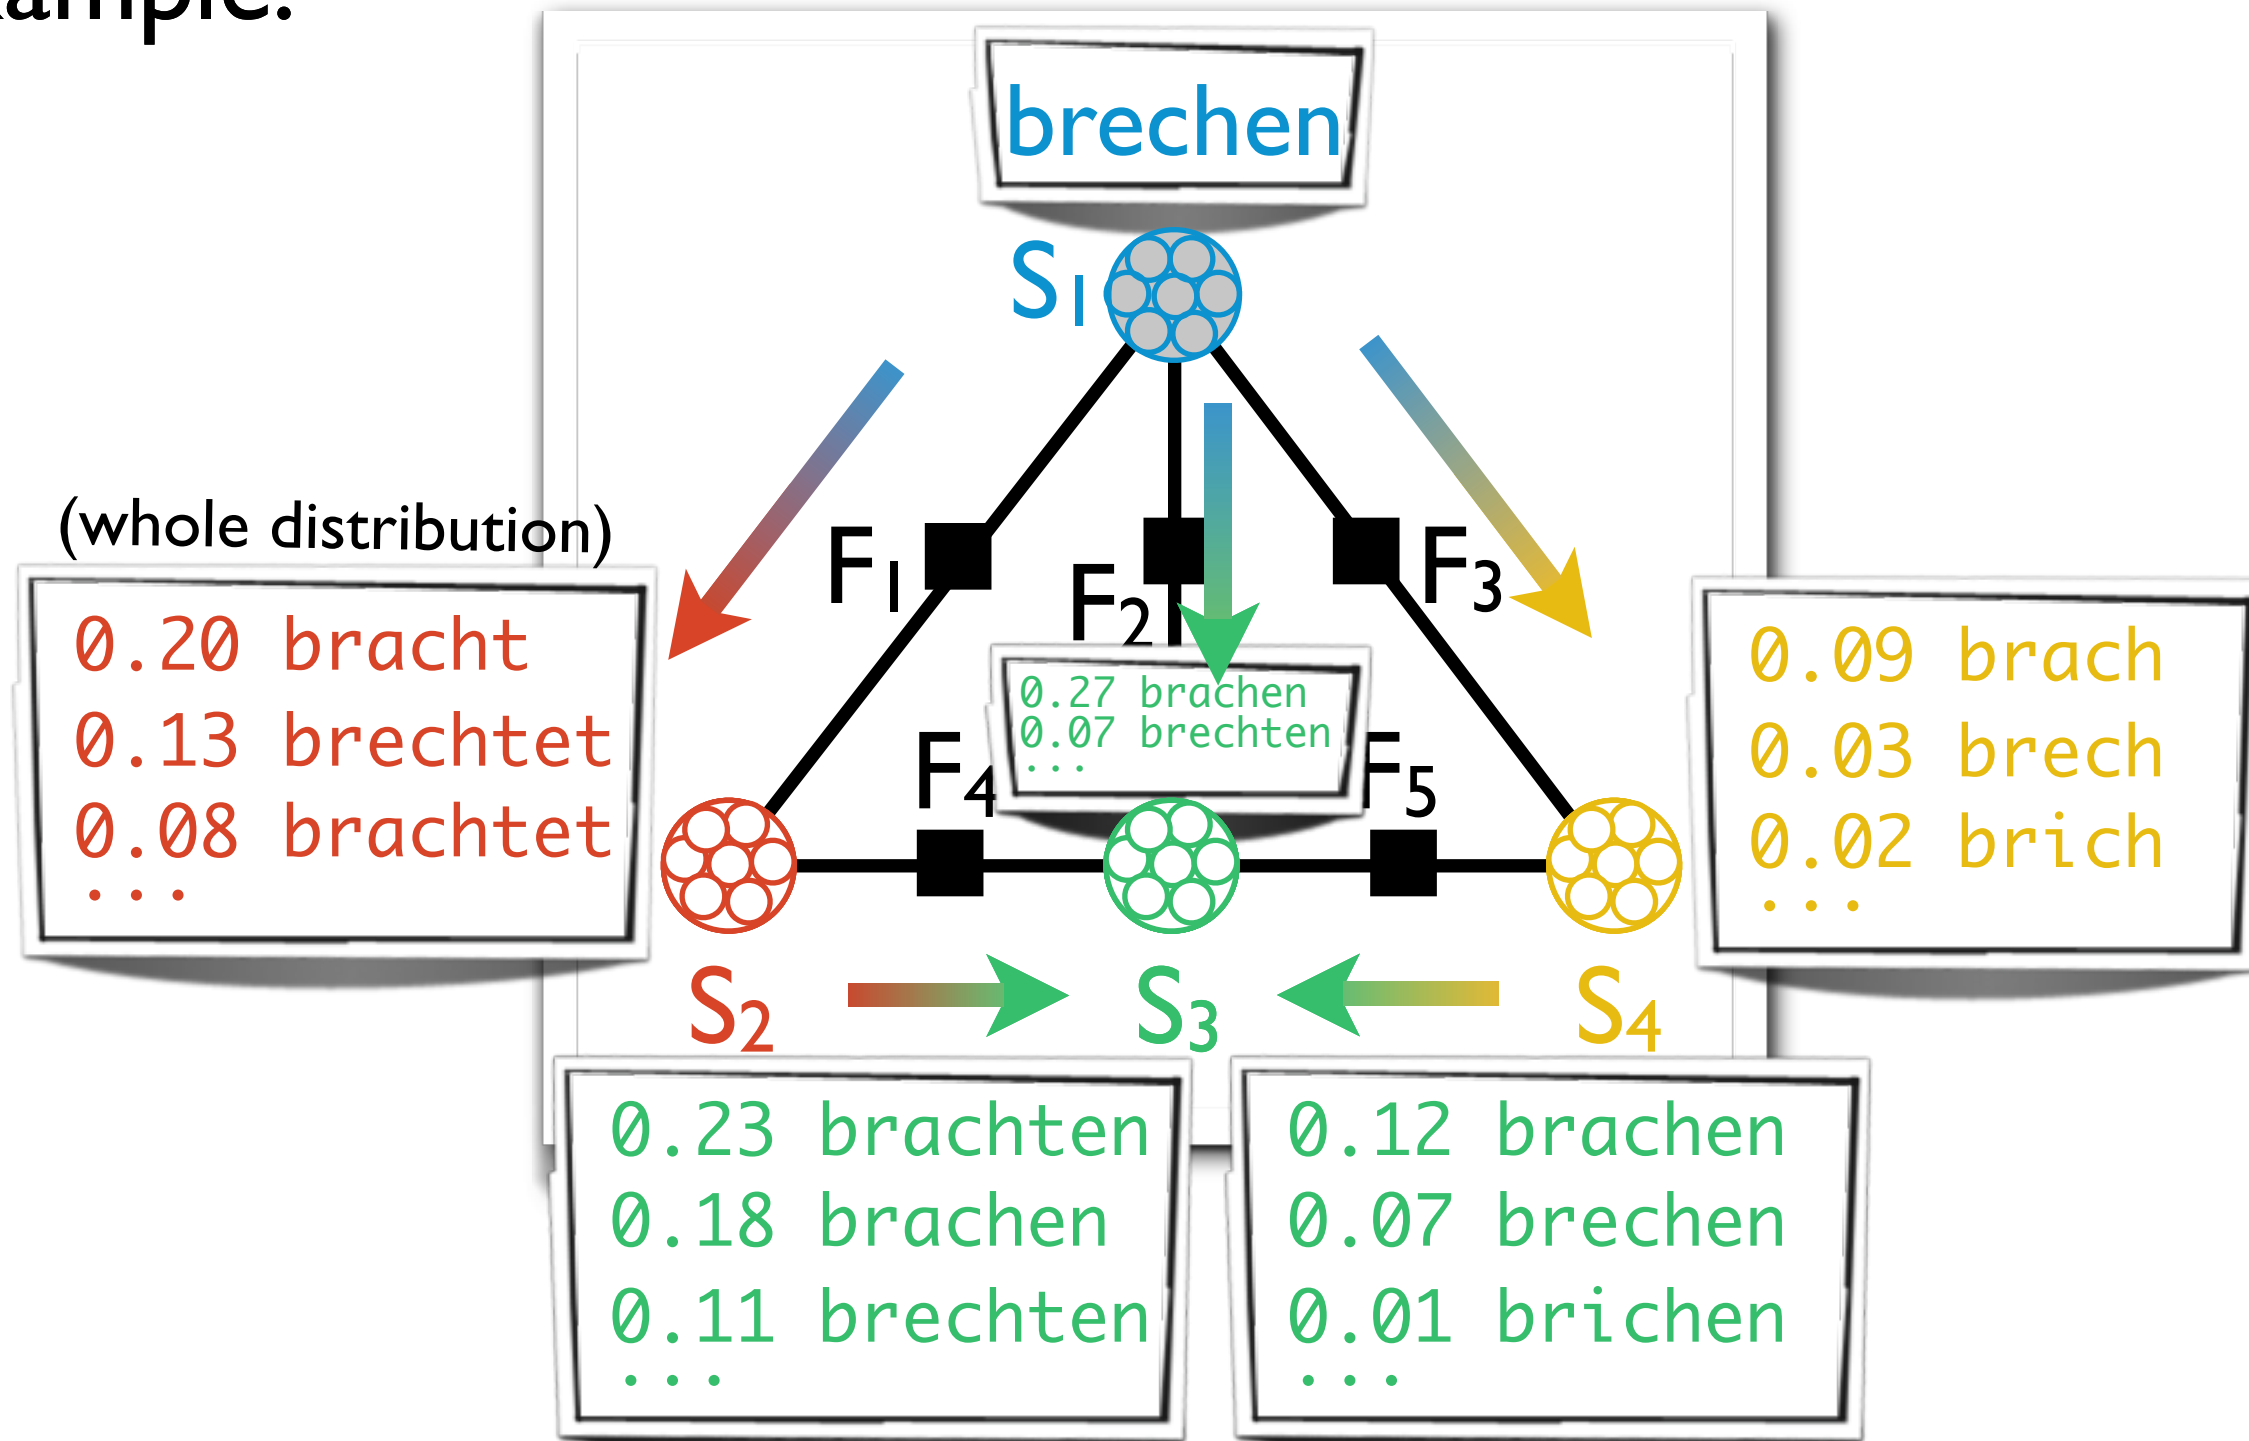 brechen
S1
(whole distribution)
0.20 bracht
0.13 brechtet
0.08 brachtet
...
F1
F2
F3
0.27 brachen
0.07 brechten
...
0.09 brach
0.03 brech
0.02 brich
...
F4
F5
S2
S3
S4
0.23 brachten
0.18 brachen
0.11 brechten
...
0.12 brachen
0.07 brechen
0.01 brichen
...